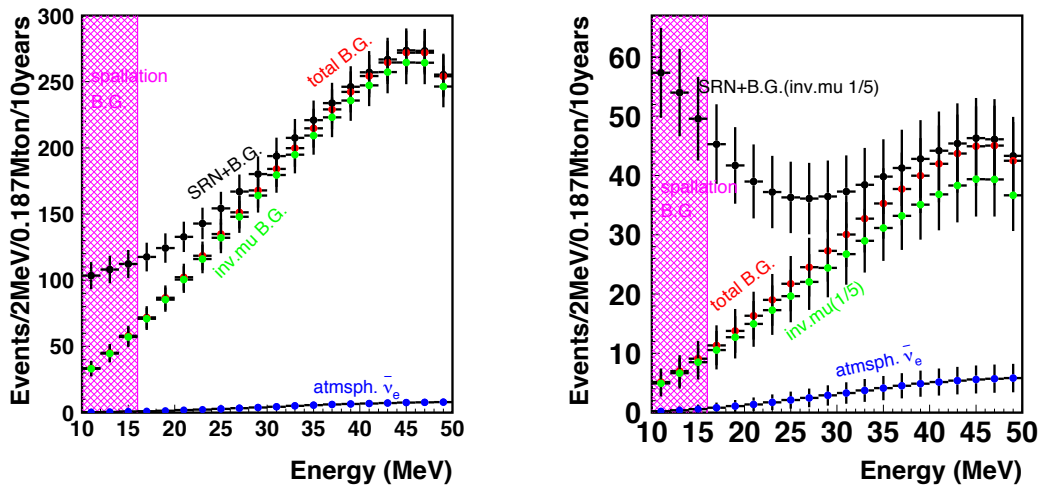 Events/2MeV/0.187Mton/10years
300
250
200
150
100
50
0
spallation
B.G.
total B.G.
SRN+B.G.
inv.mu B.G.
atmsph. ν̄e
10 15 20 25 30 35 40 45 50
Energy (MeV)
Events/2MeV/0.187Mton/10years
60
50
40
30
20
10
0
SRN+B.G.(inv.mu 1/5)
spallation
B.G.
total B.G.
inv.mu(1/5)
atmsph. ν̄e
10 15 20 25 30 35 40 45 50
Energy (MeV)